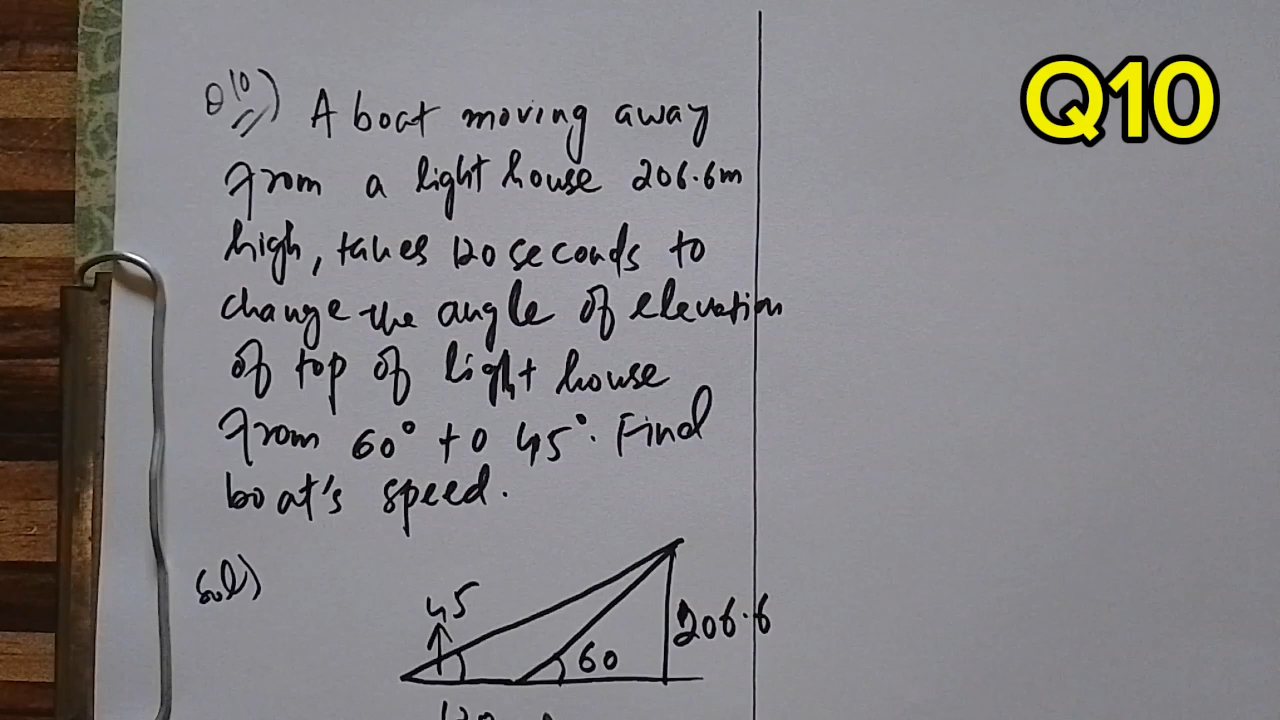 Q10
Q10) A boat moving away
from a light house 206.6m
high, takes 120 seconds to
change the angle of elevation
of top of light house
from 60° to 45°. Find
boat's speed.
Sol)
45
60
206.6